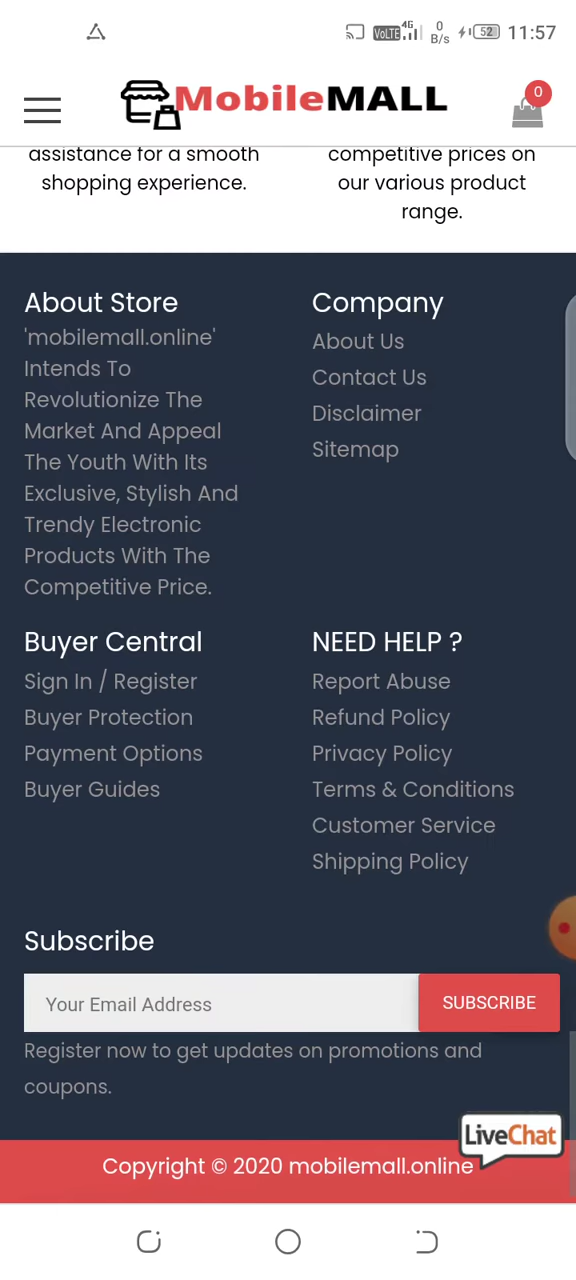 VoLTE 4G 0 B/s 52 11:57
MobileMALL
0
assistance for a smooth
shopping experience.
competitive prices on
our various product
range.
About Store
'mobilemall.online'
Intends To
Revolutionize The
Market And Appeal
The Youth With Its
Exclusive, Stylish And
Trendy Electronic
Products With The
Competitive Price.
Company
About Us
Contact Us
Disclaimer
Sitemap
Buyer Central
Sign In / Register
Buyer Protection
Payment Options
Buyer Guides
NEED HELP ?
Report Abuse
Refund Policy
Privacy Policy
Terms & Conditions
Customer Service
Shipping Policy
Subscribe
Your Email Address
SUBSCRIBE
Register now to get updates on promotions and
coupons.
LiveChat
Copyright © 2020 mobilemall.online